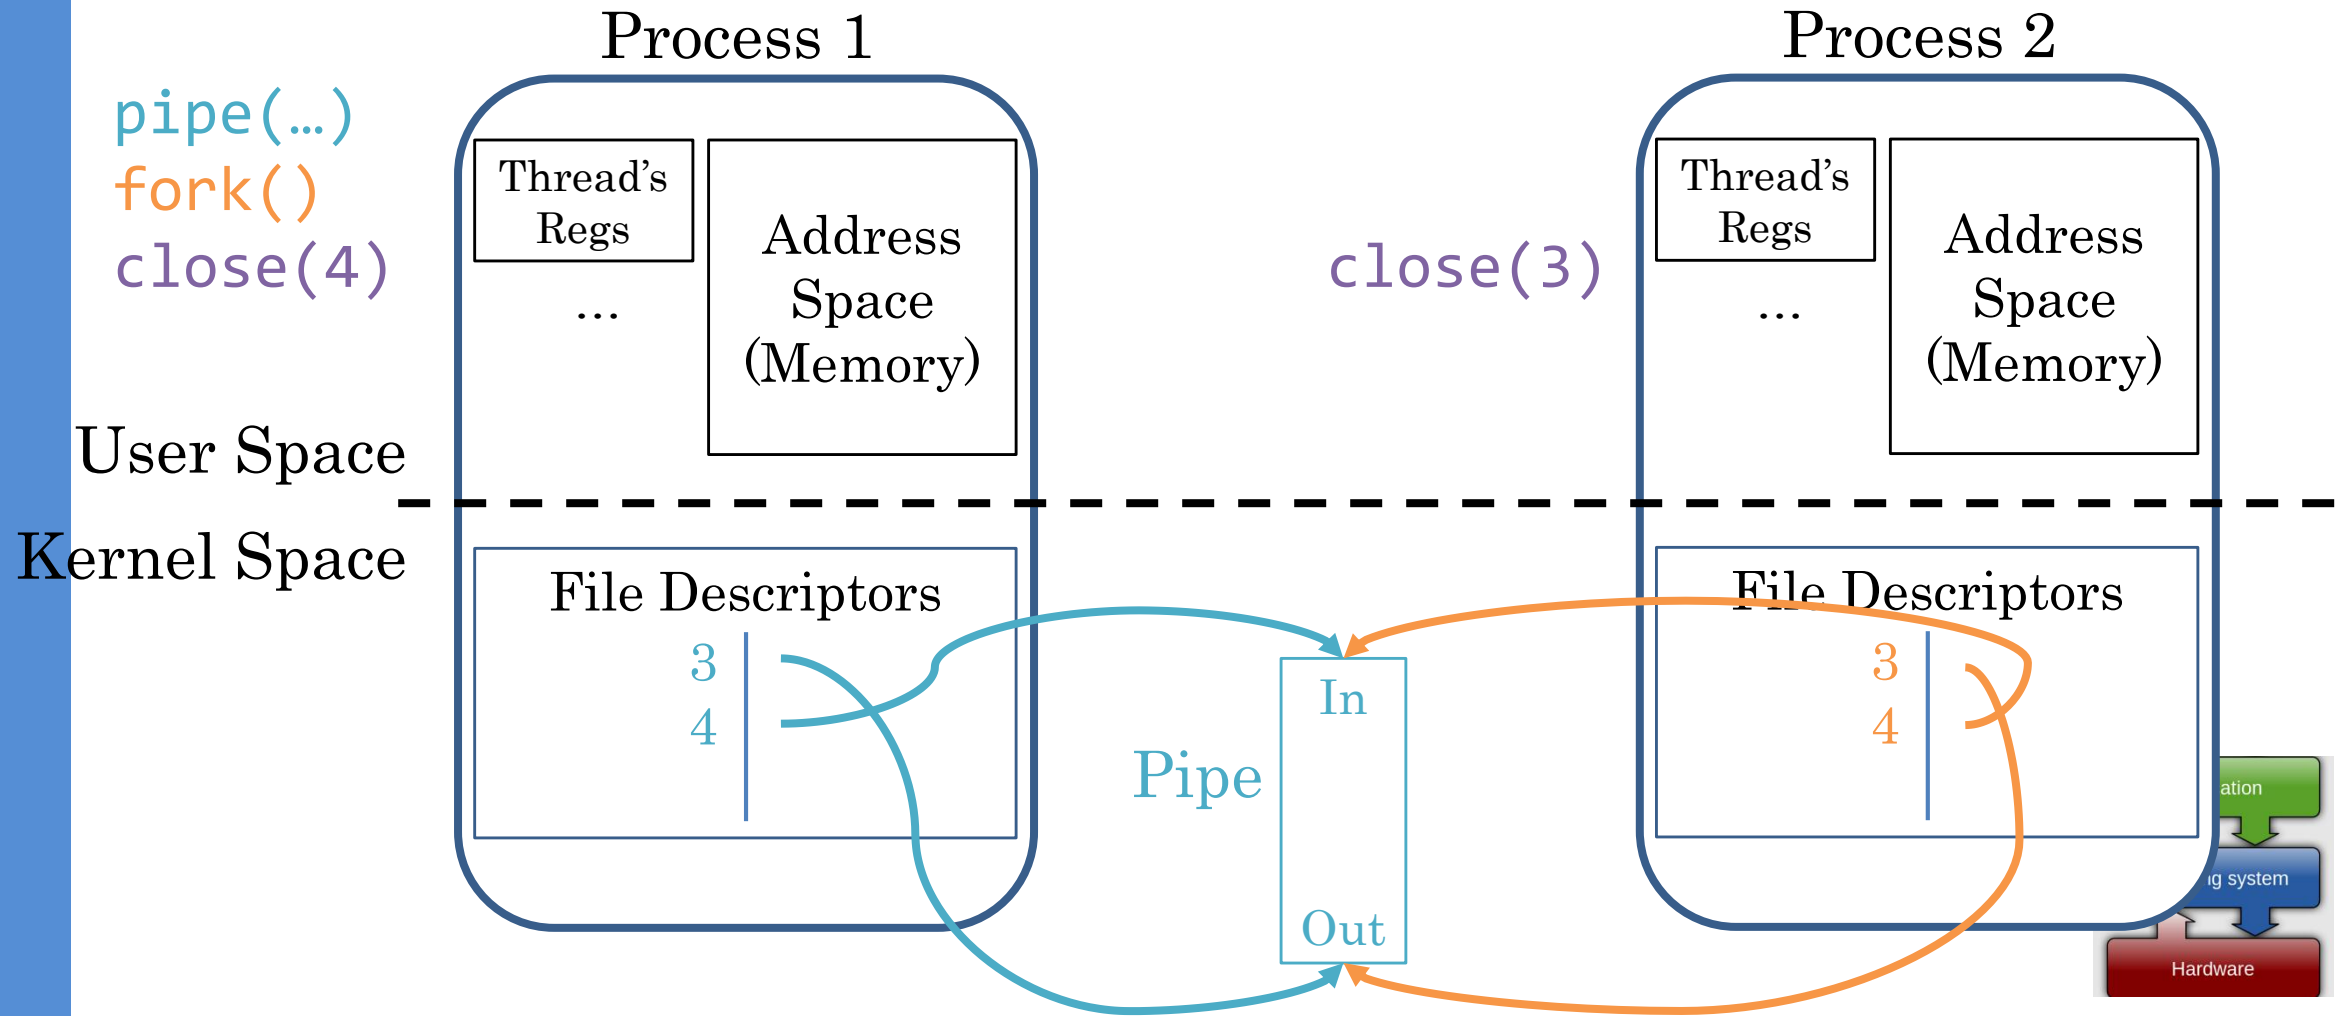 Process 1
Process 2
pipe(…)
fork()
close(4)
Thread’s
Regs
...
Address
Space
(Memory)
close(3)
Thread’s
Regs
...
Address
Space
(Memory)
User Space
Kernel Space
File Descriptors
3
4
Pipe
In
Out
File Descriptors
3
4
ation
ng system
Hardware